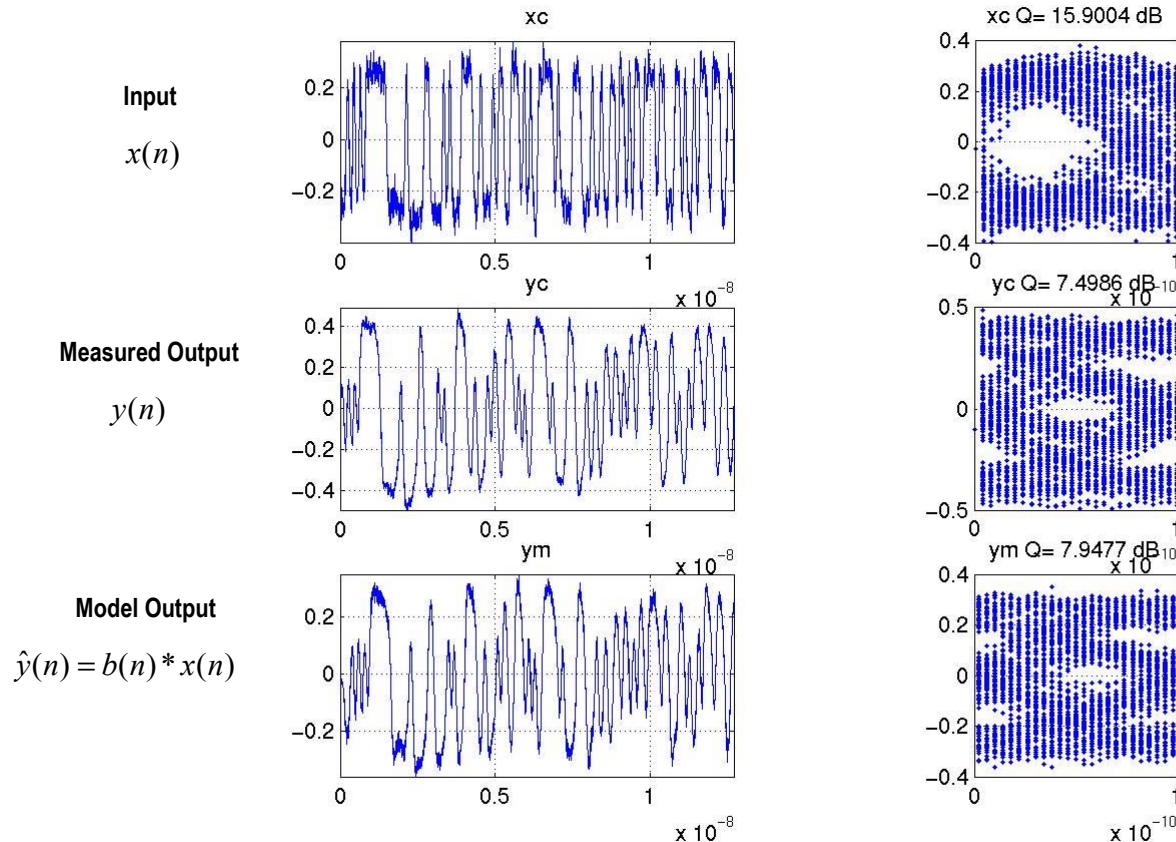 Input
x(n)
xc
0.2
0
−0.2
0
0.5
1
x 10^-8
xc Q= 15.9004 dB
0.4
0.2
0
−0.2
−0.4
0
1
x 10^-10
Measured Output
y(n)
yc
0.4
0.2
0
−0.2
−0.4
0
0.5
1
x 10^-8
yc Q= 7.4986 dB
0.5
0
−0.5
0
1
x 10^-10
Model Output
ŷ(n) = b(n) * x(n)
ym
0.2
0
−0.2
0
0.5
1
x 10^-8
ym Q= 7.9477 dB
0.4
0.2
0
−0.2
−0.4
0
1
x 10^-10